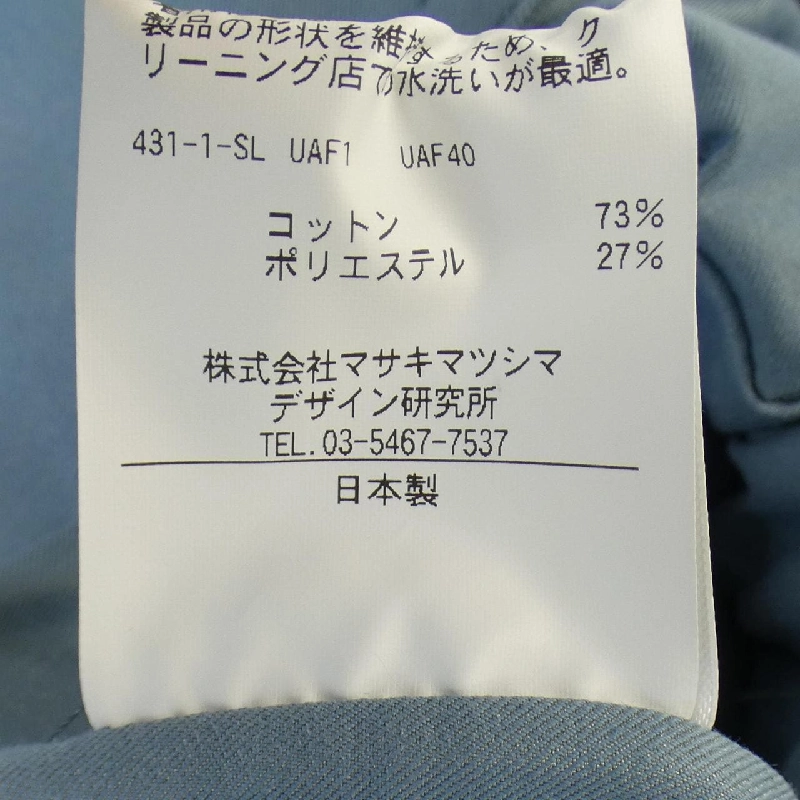 製品の形状を維持するため、ク
リーニング店での水洗いが最適。
431-1-SL UAF1 UAF40
コットン 73%
ポリエステル 27%
株式会社マサキマツシマ
デザイン研究所
TEL.03-5467-7537
日本製